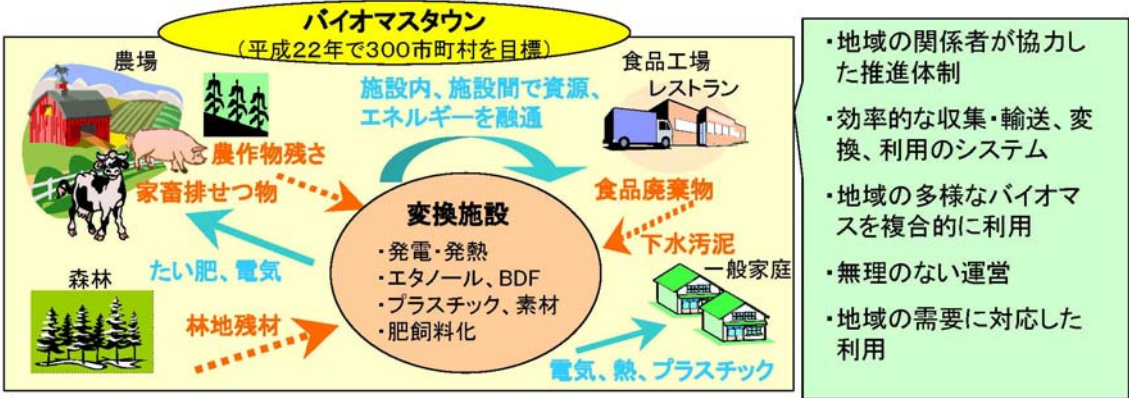 バイオマスタウン
(平成22年で300市町村を目標)
農場
食品工場
レストラン
施設内、施設間で資源、
エネルギーを融通
農作物残さ
家畜排せつ物
食品廃棄物
下水汚泥
変換施設
・発電・発熱
・エタノール、BDF
・プラスチック、素材
・肥飼料化
たい肥、電気
一般家庭
森林
林地残材
電気、熱、プラスチック
・地域の関係者が協力し
た推進体制
・効率的な収集・輸送、変
換、利用のシステム
・地域の多様なバイオマ
スを複合的に利用
・無理のない運営
・地域の需要に対応した
利用